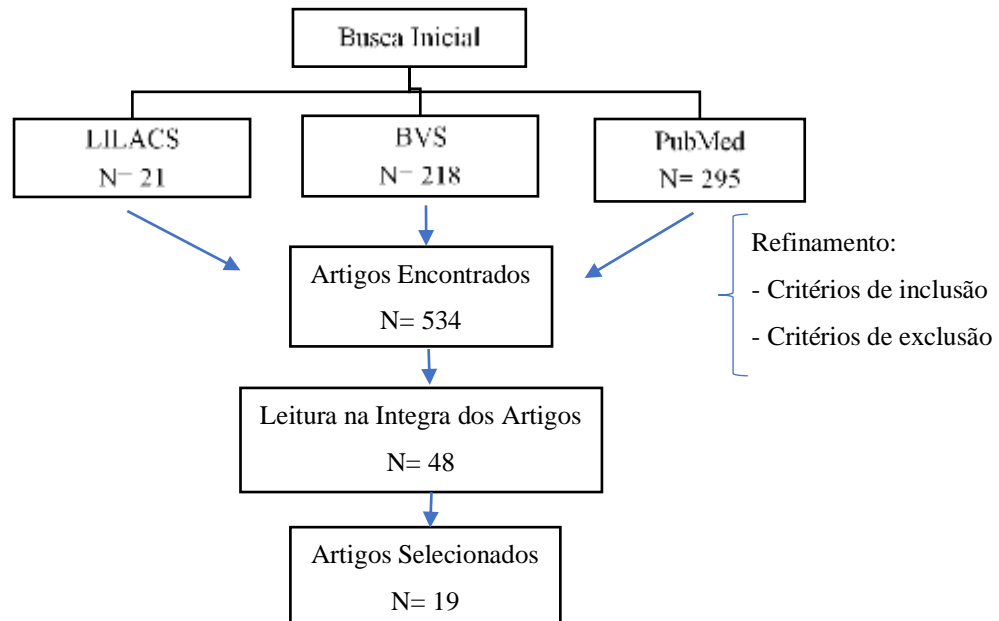 Busca Inicial
LILACS
N= 21
BVS
N= 218
PubMed
N= 295
Refinamento:
- Critérios de inclusão
- Critérios de exclusão
Artigos Encontrados
N= 534
Leitura na Integra dos Artigos
N= 48
Artigos Selecionados
N= 19